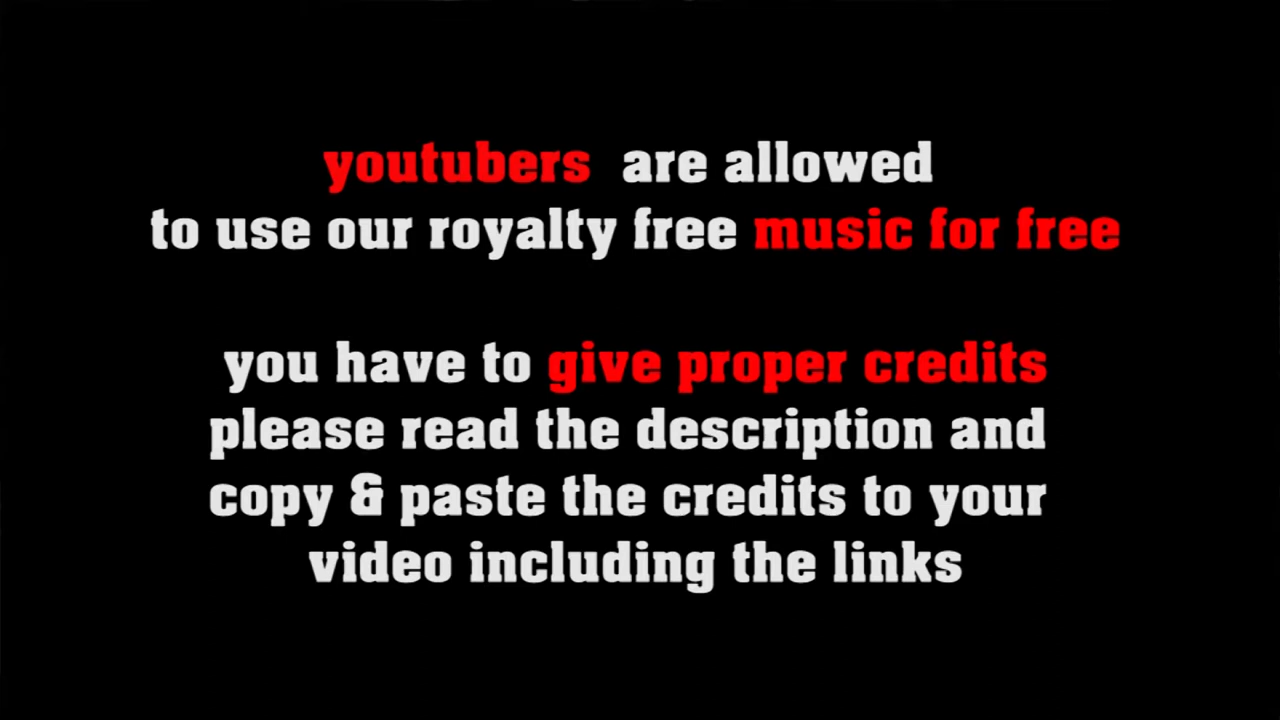 youtubers are allowed
to use our royalty free music for free
you have to give proper credits
please read the description and
copy & paste the credits to your
video including the links